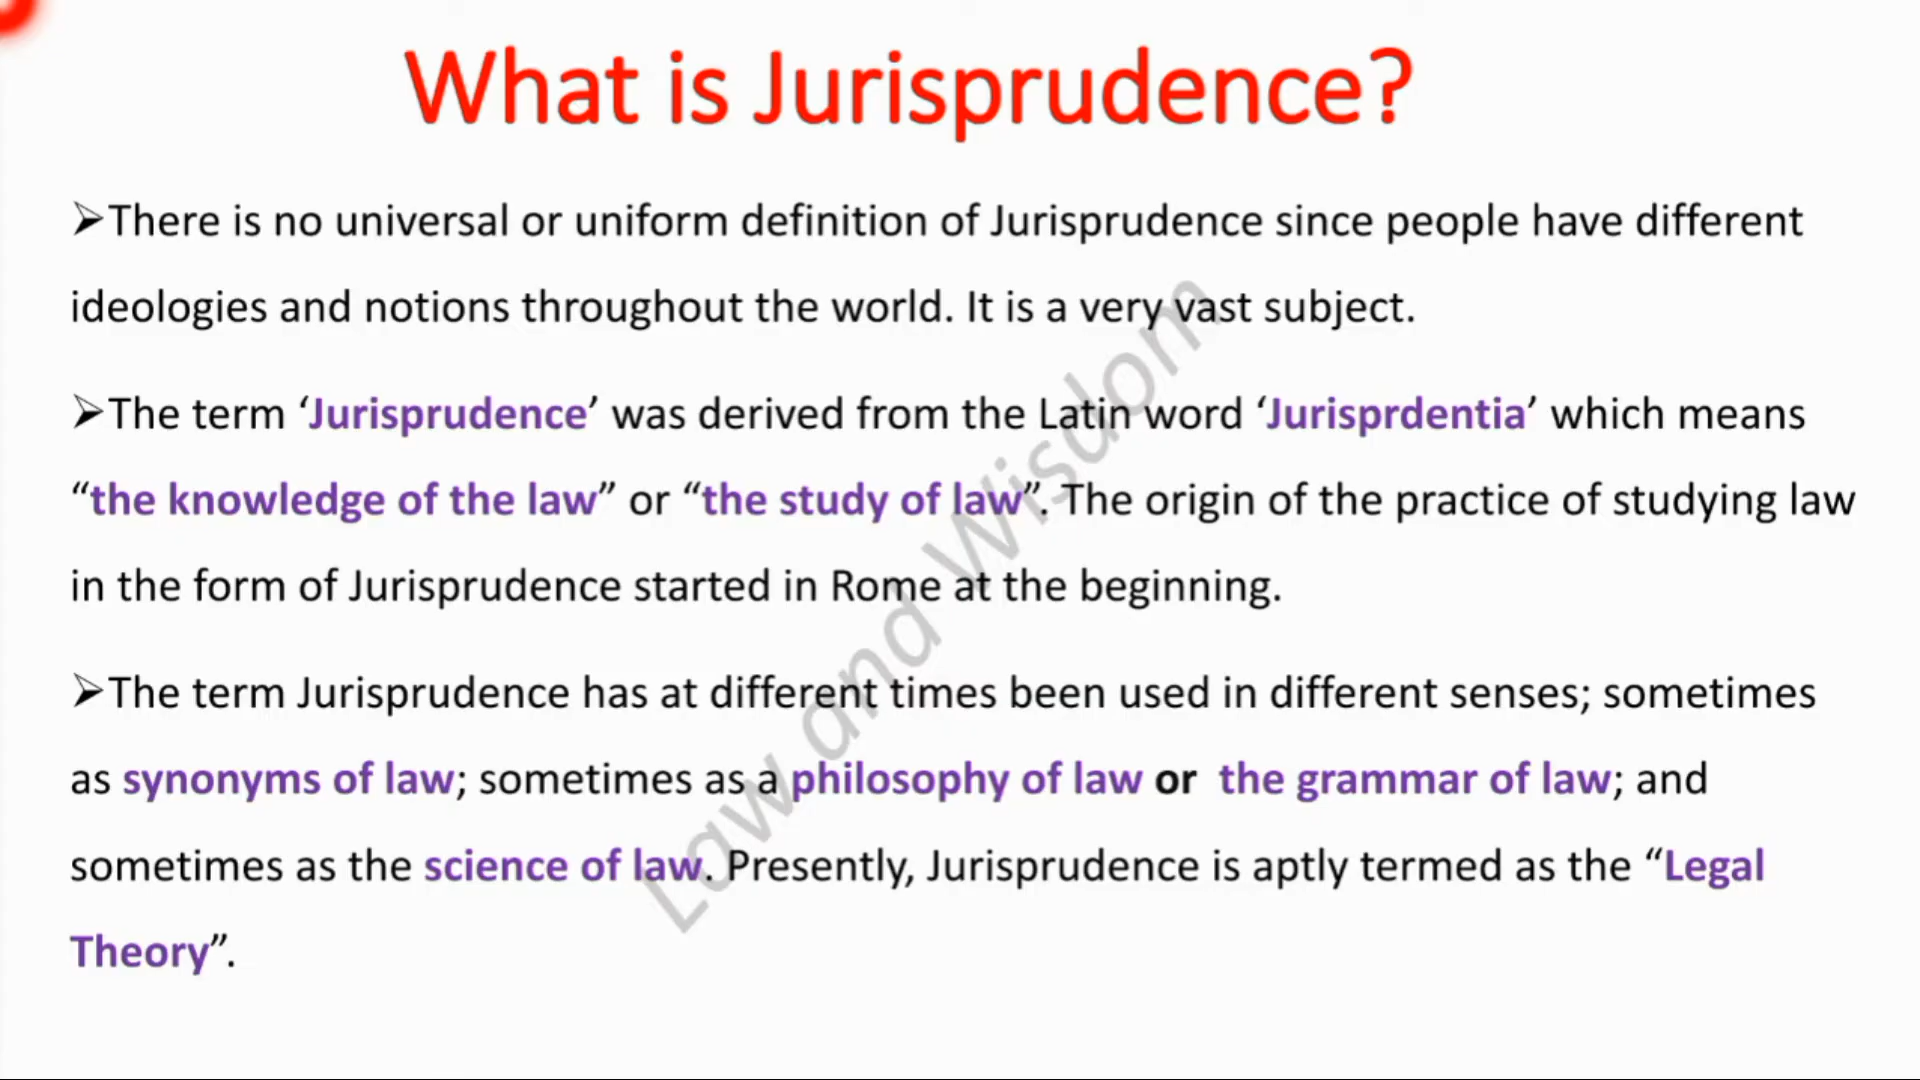 What is Jurisprudence?
➢There is no universal or uniform definition of Jurisprudence since people have different
ideologies and notions throughout the world. It is a very vast subject.
➢The term ‘Jurisprudence’ was derived from the Latin word ‘Jurisprdentia’ which means
“the knowledge of the law” or “the study of law”. The origin of the practice of studying law
in the form of Jurisprudence started in Rome at the beginning.
➢The term Jurisprudence has at different times been used in different senses; sometimes
as synonyms of law; sometimes as a philosophy of law or the grammar of law; and
sometimes as the science of law. Presently, Jurisprudence is aptly termed as the “Legal
Theory”.
Law and Wisdom